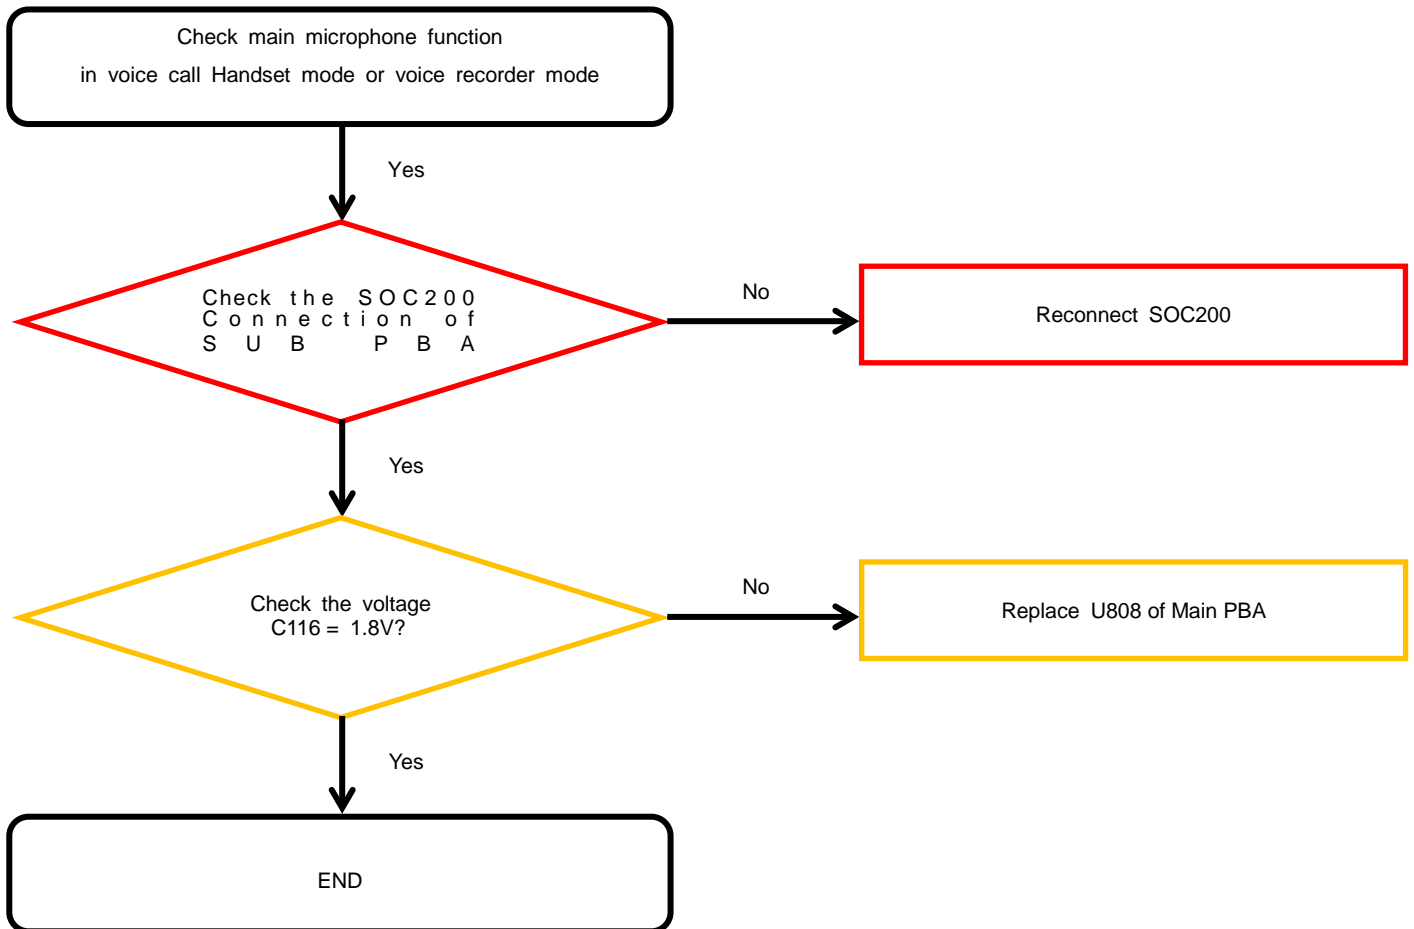 Check main microphone function
in voice call Handset mode or voice recorder mode
Yes
Check the SOC200
Connection of
SUB PBA
No
Reconnect SOC200
Yes
Check the voltage
C116 = 1.8V?
No
Replace U808 of Main PBA
Yes
END